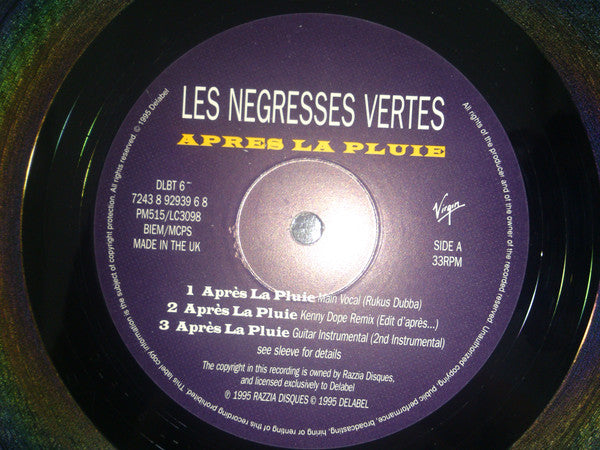 LES NEGRESSES VERTES
APRES LA PLUIE
DLBT 6
7243 8 92939 6 8
PM515/LC3098
BIEM/MCPS
MADE IN THE UK
Virgin
SIDE A
33RPM
1 Après La Pluie Main Vocal (Rukus Dubba)
2 Après La Pluie Kenny Dope Remix (Edit d'après...)
3 Après La Pluie Guitar Instrumental (2nd Instrumental)
see sleeve for details
The copyright in this recording is owned by Razzia Disques,
and licensed exclusively to Delabel
℗ 1995 RAZZIA DISQUES © 1995 DELABEL
All rights of the producer and of the owner of the recorded work reserved. Unauthorized copying, public performance, broadcasting, hiring or renting of this recording prohibited. This label copy information is the subject of copyright protection. All rights reserved. © 1995 Delabel